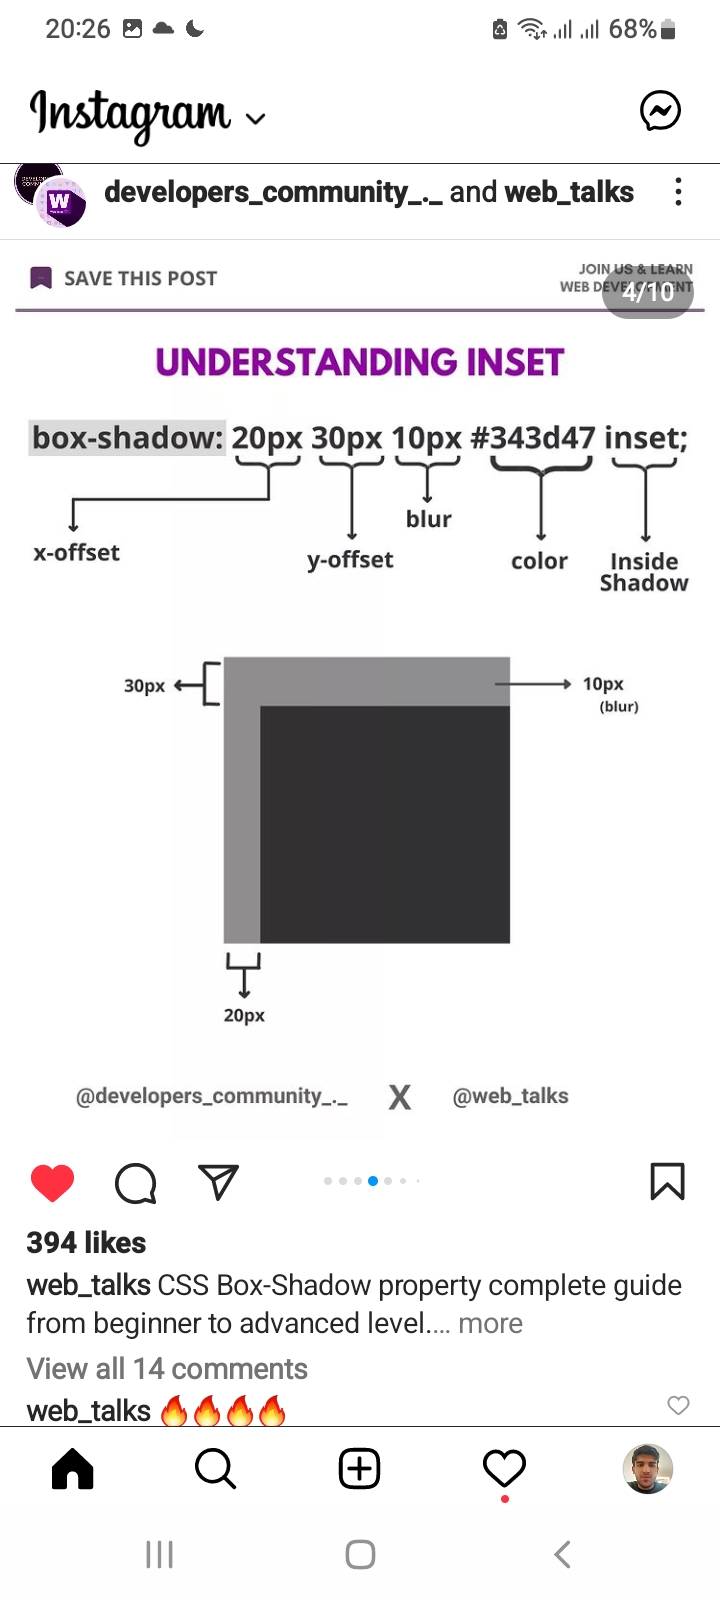 20:26 68%
Instagram
developers_community_._ and web_talks
SAVE THIS POST
JOIN US & LEARN
WEB DEVELOPMENT
4/10
UNDERSTANDING INSET
box-shadow: 20px 30px 10px #343d47 inset;
blur
x-offset
y-offset
color
Inside
Shadow
30px
10px
(blur)
20px
@developers_community_._ X @web_talks
394 likes
web_talks CSS Box-Shadow property complete guide
from beginner to advanced level.... more
View all 14 comments
web_talks 🔥🔥🔥🔥